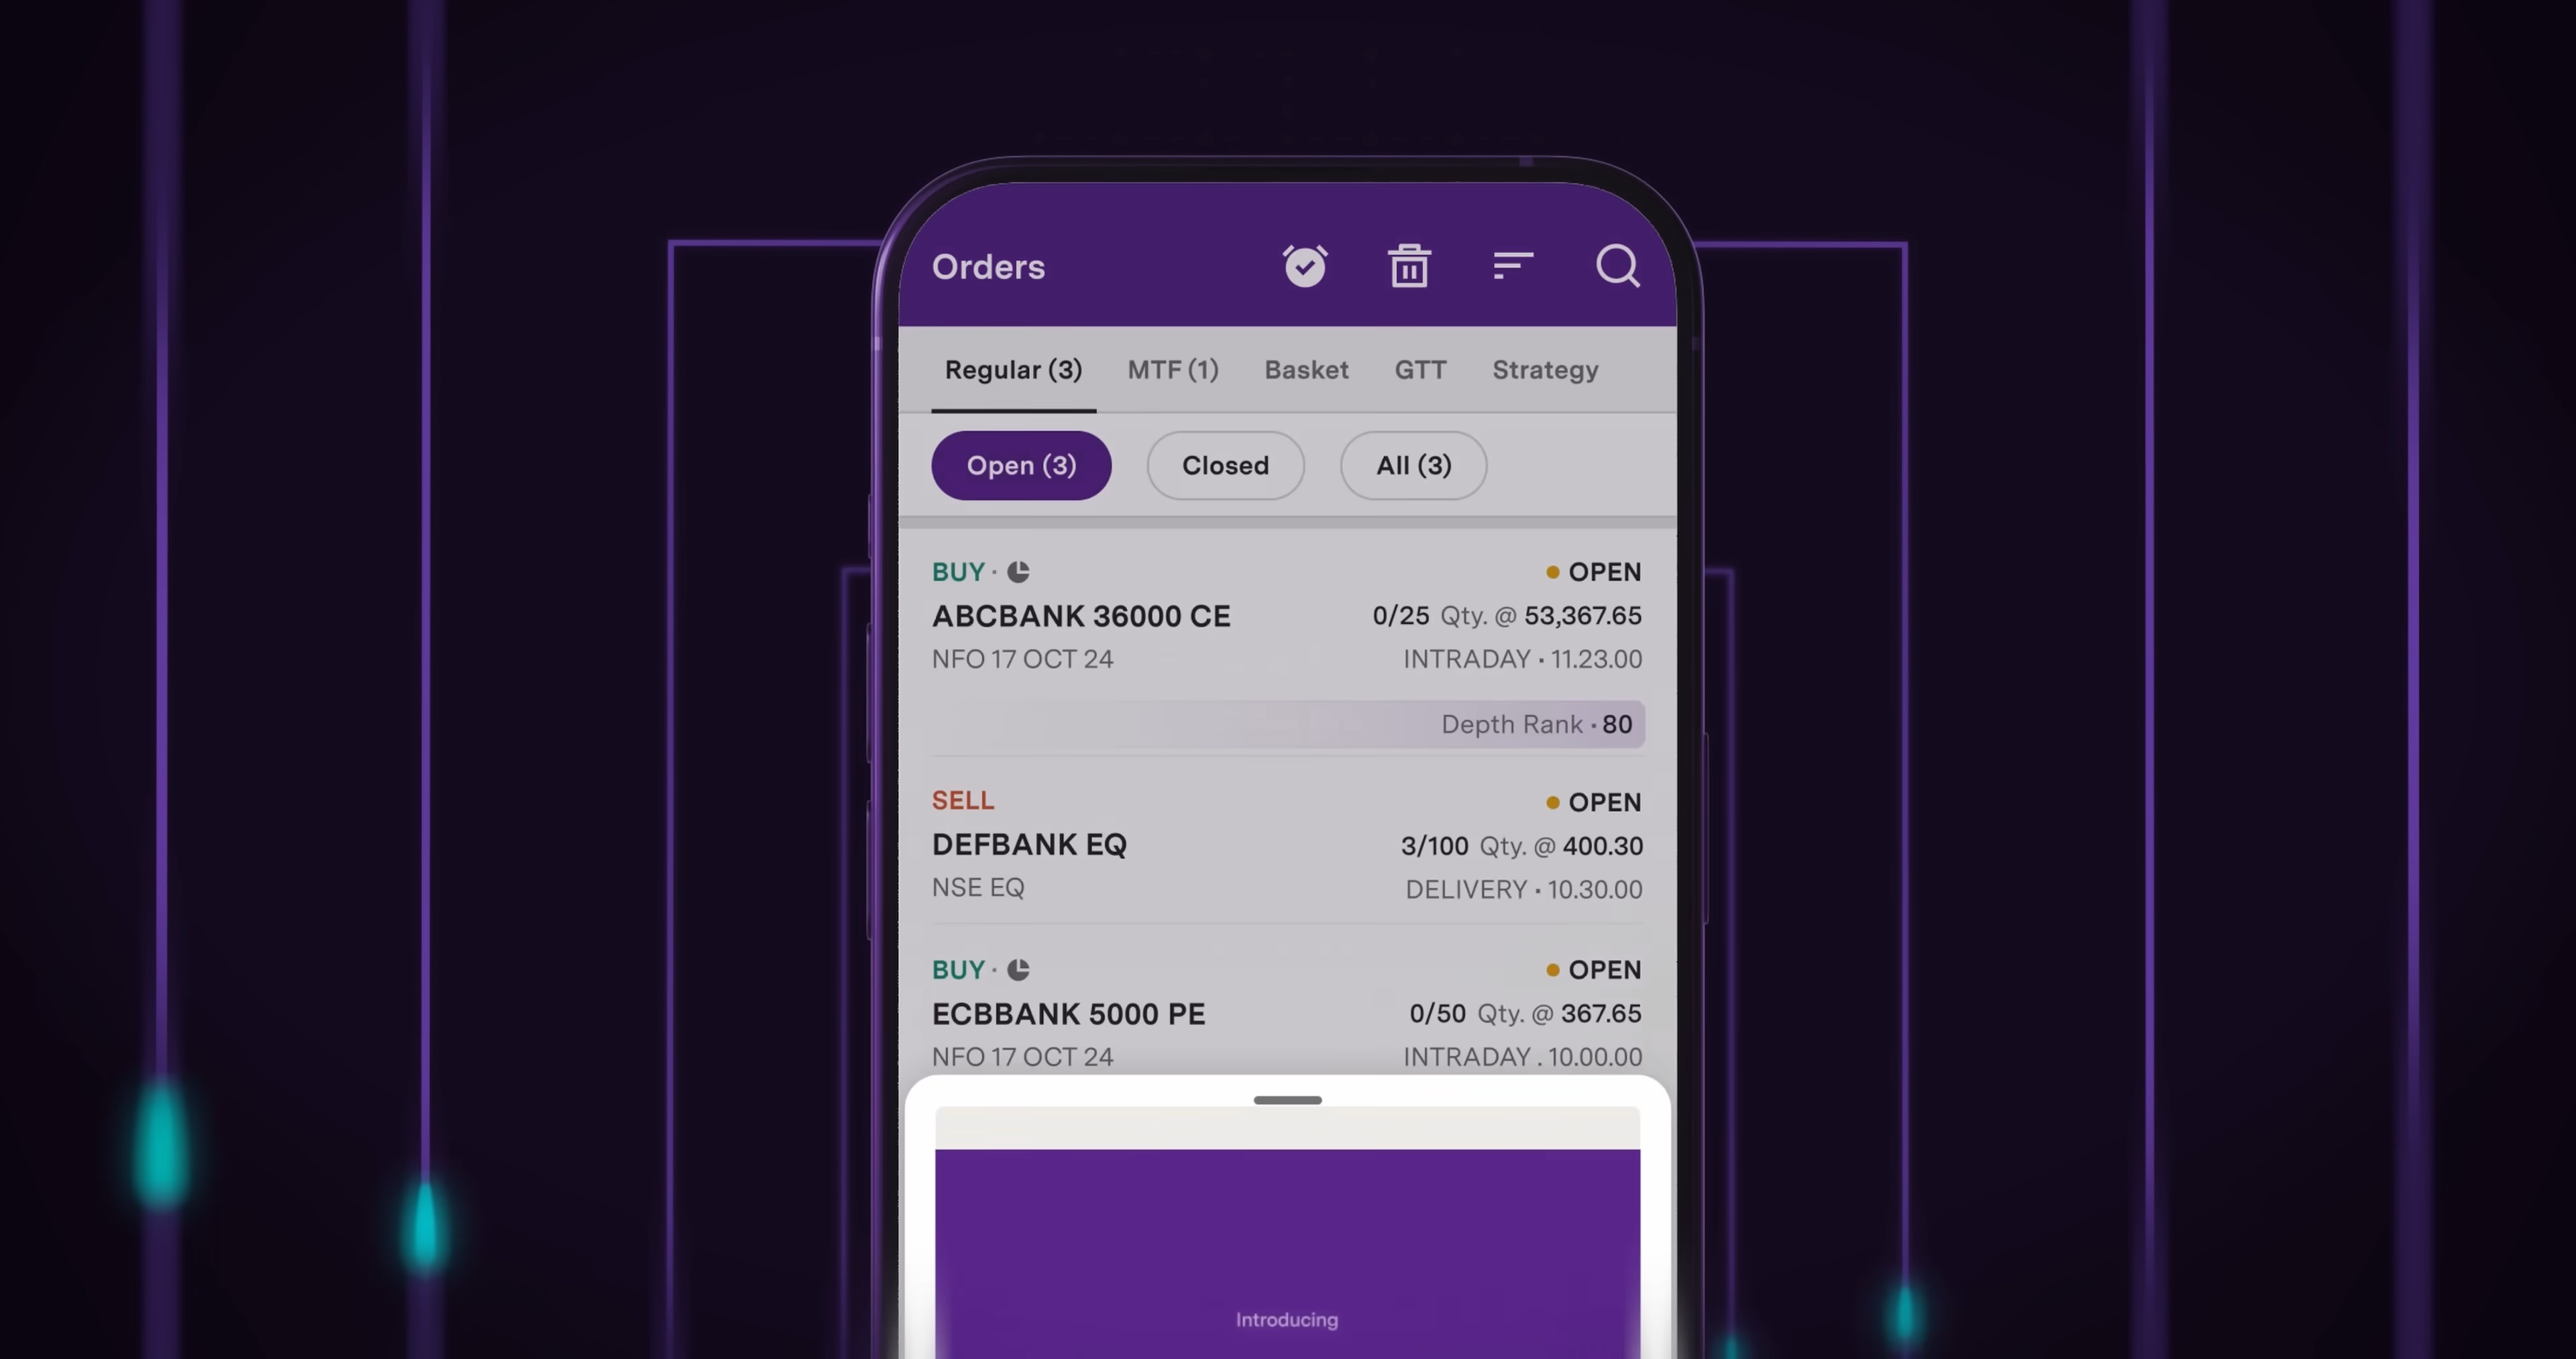 Orders
Regular (3) MTF (1) Basket GTT Strategy
Open (3) Closed All (3)
BUY · OPEN
ABCBANK 36000 CE 0/25 Qty. @ 53,367.65
NFO 17 OCT 24 INTRADAY · 11.23.00
Depth Rank · 80
SELL OPEN
DEFBANK EQ 3/100 Qty. @ 400.30
NSE EQ DELIVERY · 10.30.00
BUY · OPEN
ECBBANK 5000 PE 0/50 Qty. @ 367.65
NFO 17 OCT 24 INTRADAY . 10.00.00
Introducing